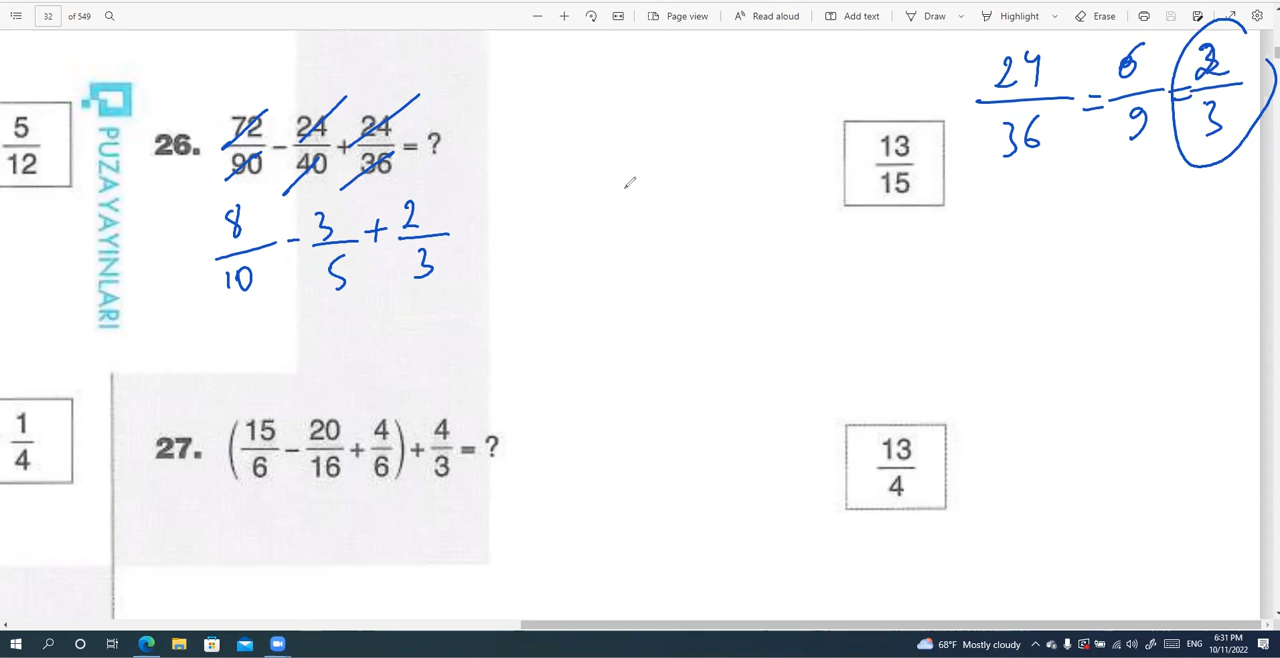 32 of 549 Page view Read aloud Add text Draw Highlight Erase
24/36 = 6/9 = 2/3
5/12
PUZA YAYINLARI
26. 72/90 - 24/40 + 24/36 = ?
13/15
8/10 - 3/5 + 2/3
1/4
27. (15/6 - 20/16 + 4/6) + 4/3 = ?
13/4
68°F Mostly cloudy ENG 6:31 PM
10/11/2022